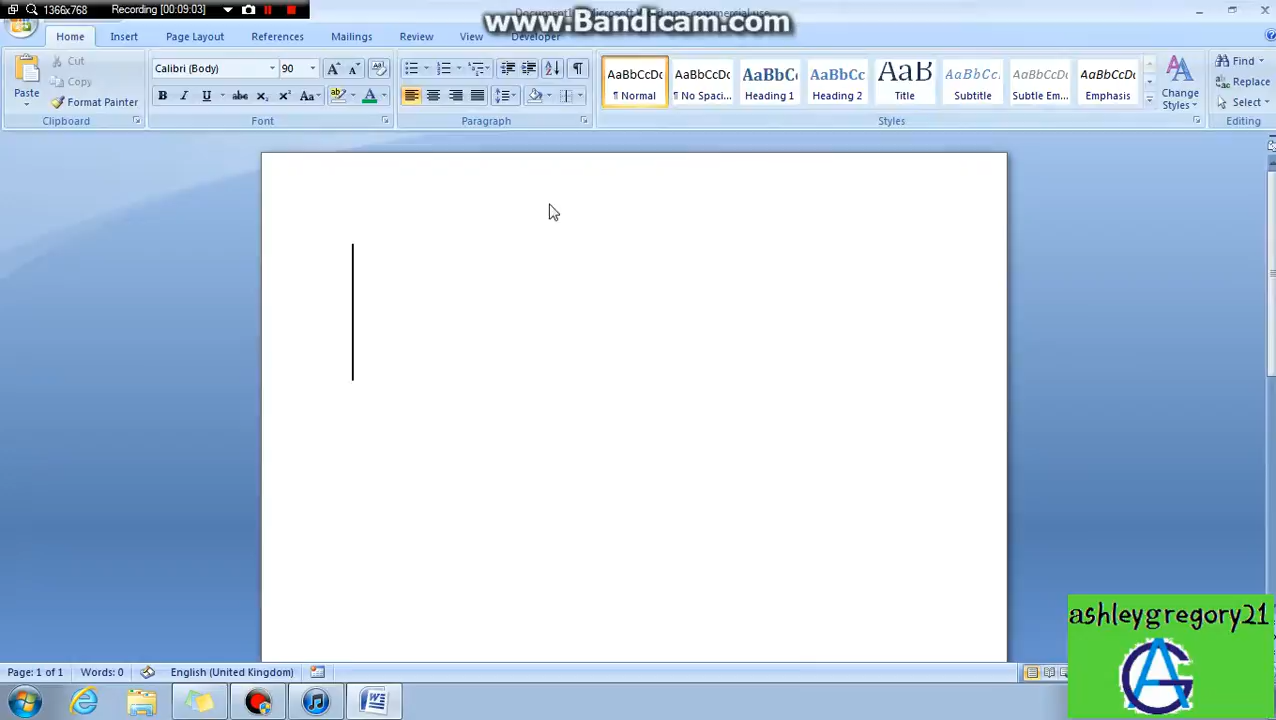 1366x768 Recording [00:09:03]
www.Bandicam.com
Home Insert Page Layout References Mailings Review View Developer
Cut
Copy
Paste
Format Painter
Clipboard
Calibri (Body) 90
Font
Paragraph
AaBbCcDc AaBbCcDc AaBbCc AaBbCc AaB AaBbCc. AaBbCcDc AaBbCcDc
¶ Normal ¶ No Spaci... Heading 1 Heading 2 Title Subtitle Subtle Em... Emphasis
Change Styles
Styles
Find
Replace
Select
Editing
Page: 1 of 1 Words: 0 English (United Kingdom)
ashleygregory21
AG